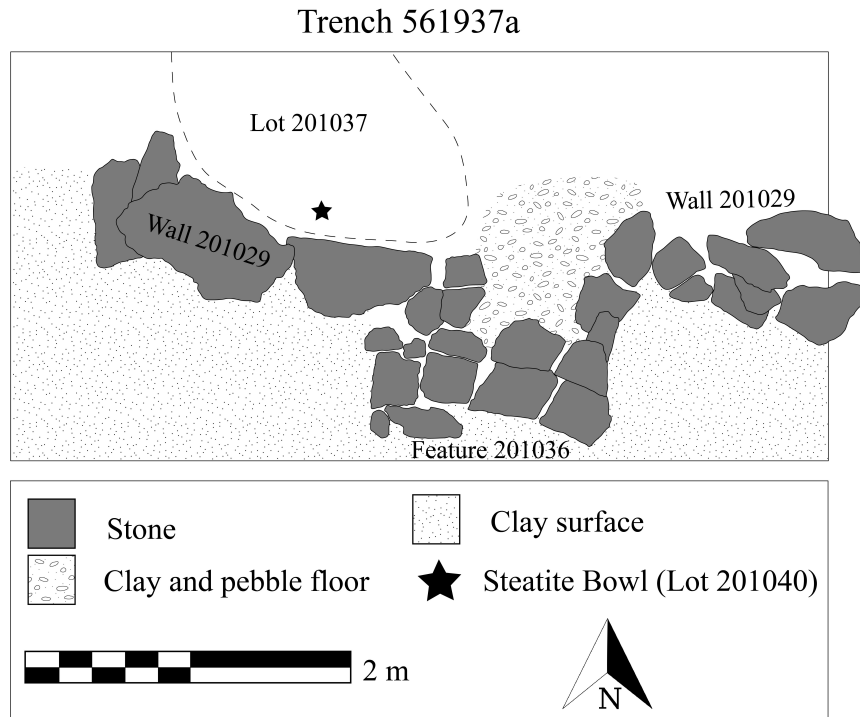 Trench 561937a
Lot 201037
Wall 201029
Wall 201029
Feature 201036
Stone
Clay surface
Clay and pebble floor
Steatite Bowl (Lot 201040)
2 m
N